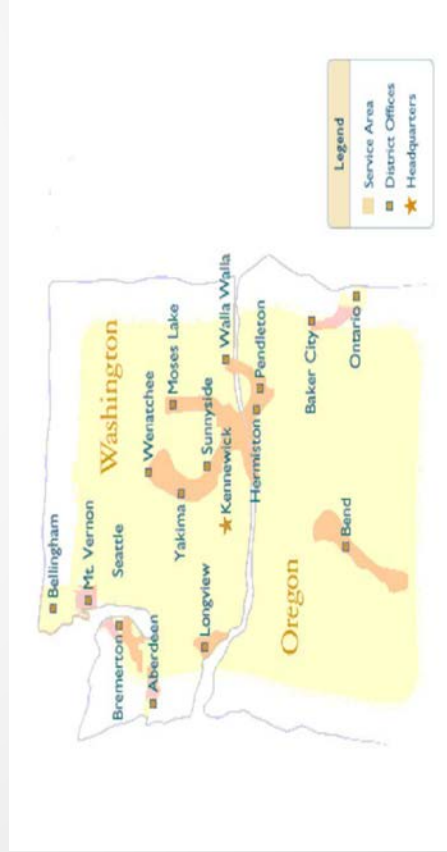 Bellingham
Mt. Vernon
Seattle
Bremerton
Aberdeen
Washington
Wenatchee
Moses Lake
Yakima
Sunnyside
Kennewick
Walla Walla
Longview
Hermiston
Pendleton
Oregon
Bend
Baker City
Ontario
Legend
Service Area
District Offices
Headquarters